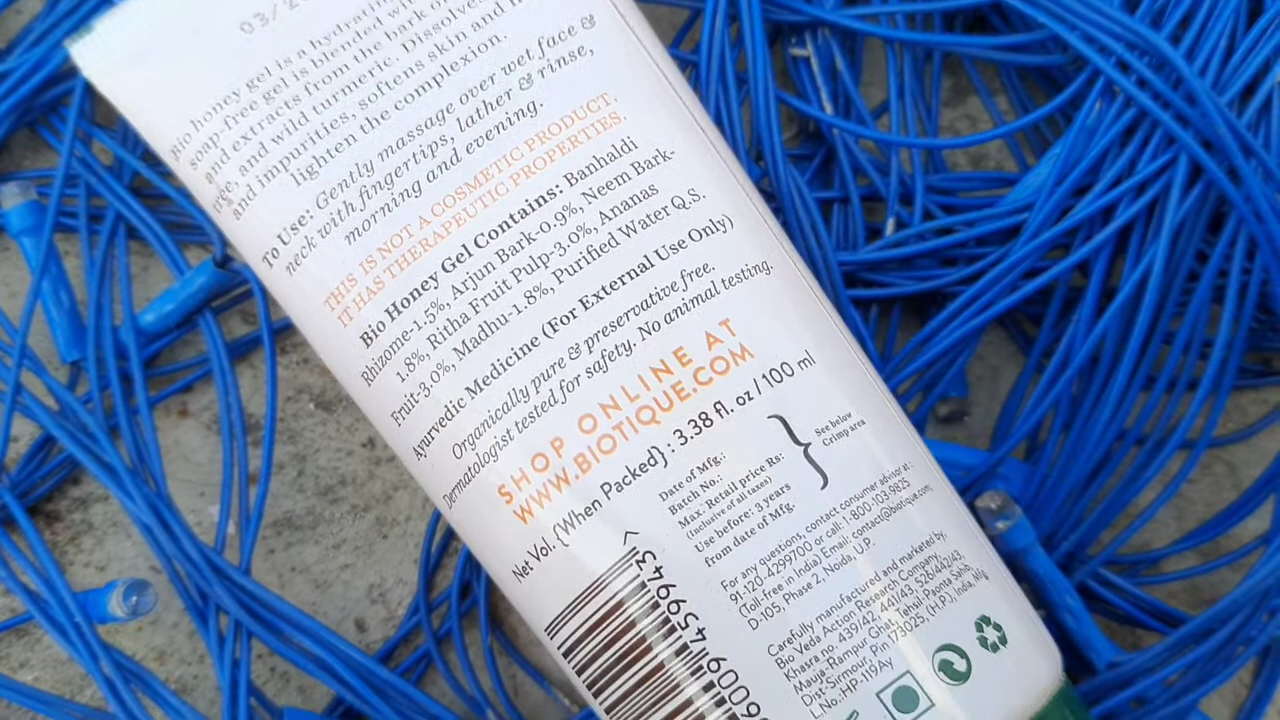 03/2
Bio honey gel is a hydrating
soap-free gel is blended wi
and extracts from the bark o
tree, and wild turmeric. Dissolves
and impurities, softens skin and
lighten the complexion.
To Use: Gently massage over wet face &
neck with fingertips, lather & rinse,
morning and evening.
THIS IS NOT A COSMETIC PRODUCT.
IT HAS THERAPEUTIC PROPERTIES.
Bio Honey Gel Contains: Banhaldi
Rhizome-1.5%, Arjun Bark-0.9%, Neem Bark-
1.8%, Ritha Fruit Pulp-3.0%, Ananas
Fruit-3.0%, Madhu-1.8%, Purified Water Q.S.
Ayurvedic Medicine (For External Use Only)
Organically pure & preservative free.
Dermatologist tested for safety. No animal testing.
SHOP ONLINE AT
WWW.BIOTIQUE.COM
Net Vol. {When Packed} : 3.38 fl. oz / 100 ml
Date of Mfg.:
Batch No.:
Max: Retail price Rs:
(Inclusive of all taxes)
Use before: 3 years
from date of Mfg.
See below
Crimp area
For any questions, contact consumer advisor at :
91-120-4299700 or call: 1-800-103-9825
(Toll-free in India) Email: contact@biotique.com;
D-105, Phase 2, Noida, U.P.
Carefully manufactured and marketed by,
Bio Veda Action Research Company,
Khasra no. 439/42, 44/43, 526/442/43,
Mauja-Rampur Ghat, Tehsil Paonta Sahib,
Dist-Sirmour, Pin 173025, (H.P.), India, Mfg.
L.No.:HP-119Ay